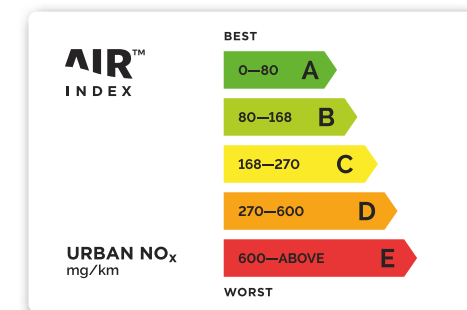 AIR™
INDEX
BEST
0—80 A
80—168 B
168—270 C
270—600 D
600—ABOVE E
WORST
URBAN NOx
mg/km